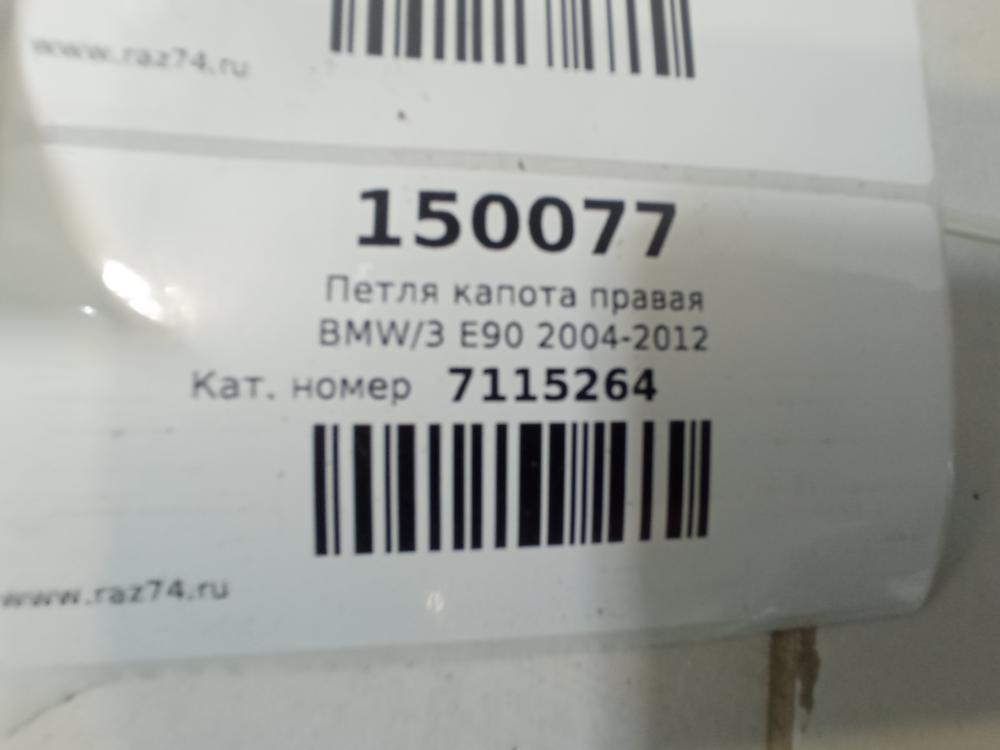 www.raz74.ru
150077
Петля капота правая
BMW/3 E90 2004-2012
Кат. номер 7115264
www.raz74.ru